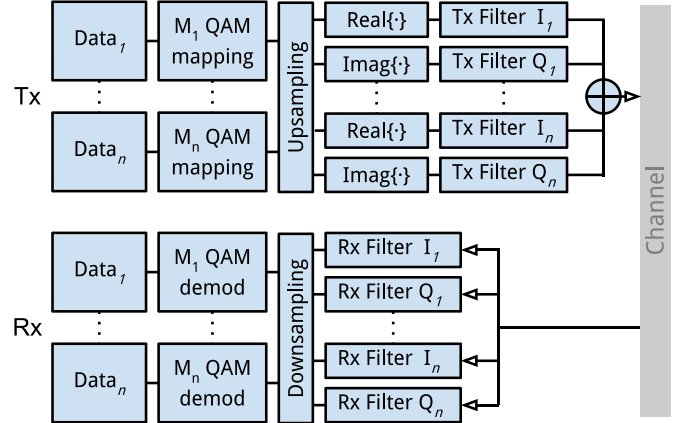 Tx
Data1
M1 QAM
mapping
Upsampling
Real{·}
Tx Filter I1
Imag{·}
Tx Filter Q1
Datan
Mn QAM
mapping
Real{·}
Tx Filter In
Imag{·}
Tx Filter Qn
Channel
Rx
Data1
M1 QAM
demod
Downsampling
Rx Filter I1
Rx Filter Q1
Datan
Mn QAM
demod
Rx Filter In
Rx Filter Qn